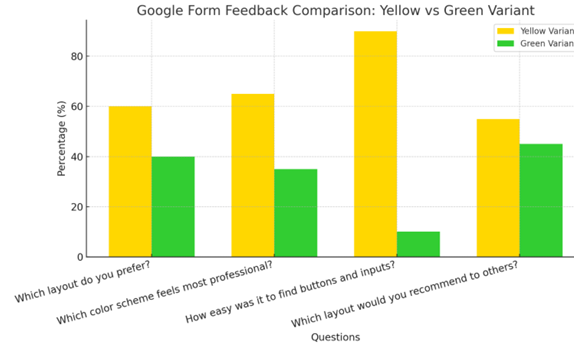 Google Form Feedback Comparison: Yellow vs Green Variant
Yellow Variant
Green Variant
Percentage (%)
80
60
40
20
0
Which layout do you prefer?
Which color scheme feels most professional?
How easy was it to find buttons and inputs?
Which layout would you recommend to others?
Questions